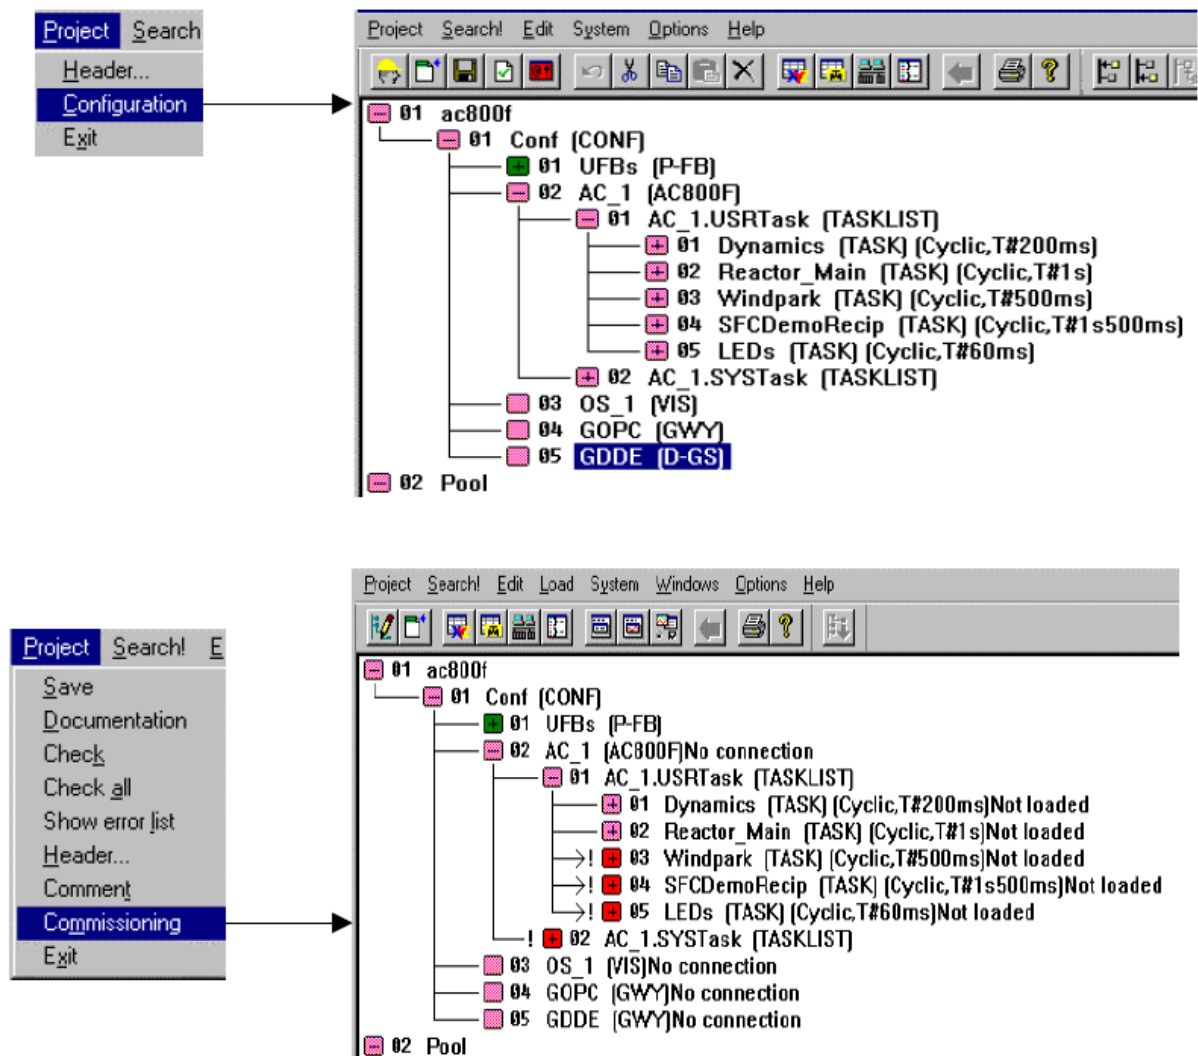 Project Search
Header...
Configuration
Exit
Project Search! Edit System Options Help
01 ac800f
01 Conf (CONF)
01 UFBs (P-FB)
02 AC_1 (AC800F)
01 AC_1.USRTask (TASKLIST)
01 Dynamics (TASK) (Cyclic,T#200ms)
02 Reactor_Main (TASK) (Cyclic,T#1s)
03 Windpark (TASK) (Cyclic,T#500ms)
04 SFCDemoRecip (TASK) (Cyclic,T#1s500ms)
05 LEDs (TASK) (Cyclic,T#60ms)
02 AC_1.SYSTask (TASKLIST)
03 OS_1 (VIS)
04 GOPC (GWY)
05 GDDE (D-GS)
02 Pool
Project Search! E
Save
Documentation
Check
Check all
Show error list
Header...
Comment
Commissioning
Exit
Project Search! Edit Load System Windows Options Help
01 ac800f
01 Conf (CONF)
01 UFBs (P-FB)
02 AC_1 (AC800F)No connection
01 AC_1.USRTask (TASKLIST)
01 Dynamics (TASK) (Cyclic,T#200ms)Not loaded
02 Reactor_Main (TASK) (Cyclic,T#1s)Not loaded
! 03 Windpark (TASK) (Cyclic,T#500ms)Not loaded
! 04 SFCDemoRecip (TASK) (Cyclic,T#1s500ms)Not loaded
! 05 LEDs (TASK) (Cyclic,T#60ms)Not loaded
! 02 AC_1.SYSTask (TASKLIST)
03 OS_1 (VIS)No connection
04 GOPC (GWY)No connection
05 GDDE (GWY)No connection
02 Pool